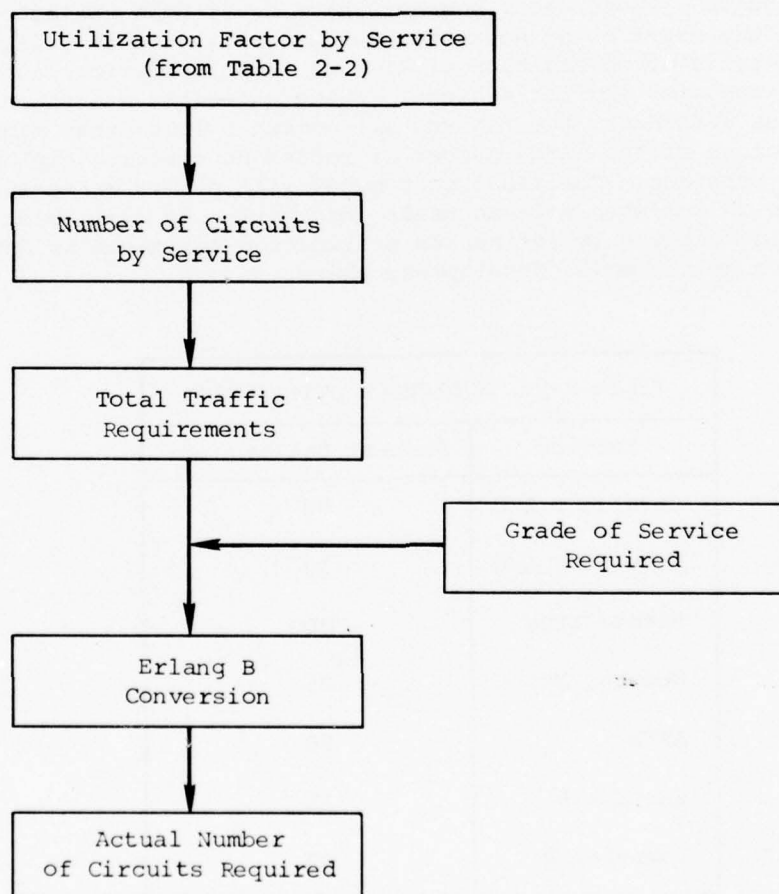 Utilization Factor by Service
(from Table 2-2)
Number of Circuits
by Service
Total Traffic
Requirements
Grade of Service
Required
Erlang B
Conversion
Actual Number
of Circuits Required